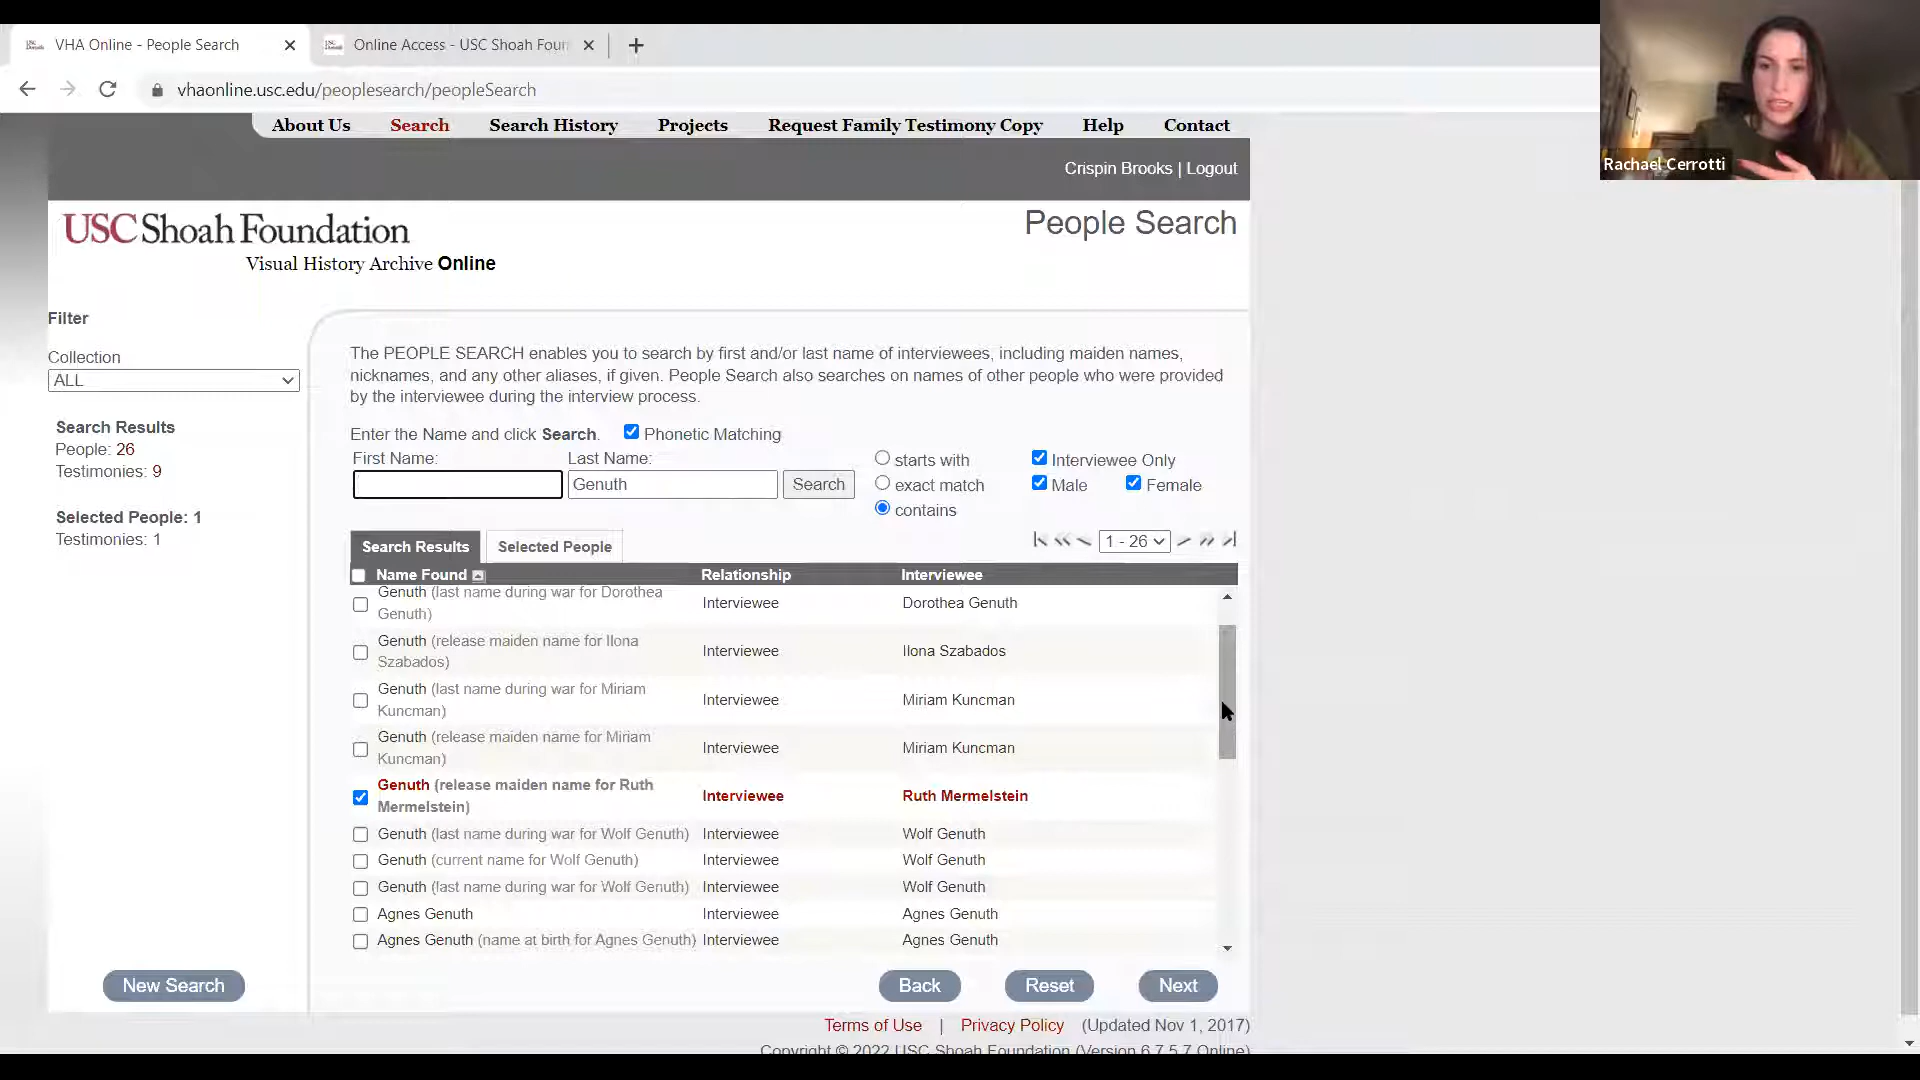 VHA Online - People Search
Online Access - USC Shoah Foun
vhaonline.usc.edu/peoplesearch/peopleSearch
Rachael Cerrotti
About Us Search Search History Projects Request Family Testimony Copy Help Contact
Crispin Brooks | Logout
USC Shoah Foundation
Visual History Archive Online
People Search
Filter
Collection
ALL
Search Results
People: 26
Testimonies: 9
Selected People: 1
Testimonies: 1
The PEOPLE SEARCH enables you to search by first and/or last name of interviewees, including maiden names,
nicknames, and any other aliases, if given. People Search also searches on names of other people who were provided
by the interviewee during the interview process.
Enter the Name and click Search. Phonetic Matching
First Name: Last Name:
Genuth Search
starts with Interviewee Only
exact match Male Female
contains
Search Results Selected People 1 - 26
Name Found Relationship Interviewee
Genuth (last name during war for Dorothea
Genuth) Interviewee Dorothea Genuth
Genuth (release maiden name for Ilona
Szabados) Interviewee Ilona Szabados
Genuth (last name during war for Miriam
Kuncman) Interviewee Miriam Kuncman
Genuth (release maiden name for Miriam
Kuncman) Interviewee Miriam Kuncman
Genuth (release maiden name for Ruth
Mermelstein) Interviewee Ruth Mermelstein
Genuth (last name during war for Wolf Genuth) Interviewee Wolf Genuth
Genuth (current name for Wolf Genuth) Interviewee Wolf Genuth
Genuth (last name during war for Wolf Genuth) Interviewee Wolf Genuth
Agnes Genuth Interviewee Agnes Genuth
Agnes Genuth (name at birth for Agnes Genuth) Interviewee Agnes Genuth
New Search Back Reset Next
Terms of Use | Privacy Policy (Updated Nov 1, 2017)
Copyright © 2022 USC Shoah Foundation (Version 6.7.5.7 Online)